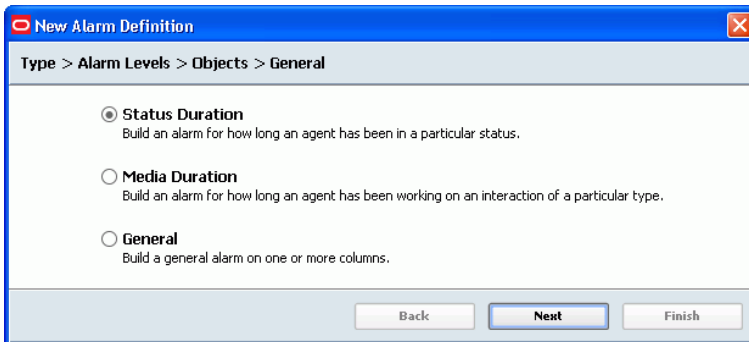 New Alarm Definition
Type > Alarm Levels > Objects > General
Status Duration
Build an alarm for how long an agent has been in a particular status.
Media Duration
Build an alarm for how long an agent has been working on an interaction of a particular type.
General
Build a general alarm on one or more columns.
Back Next Finish